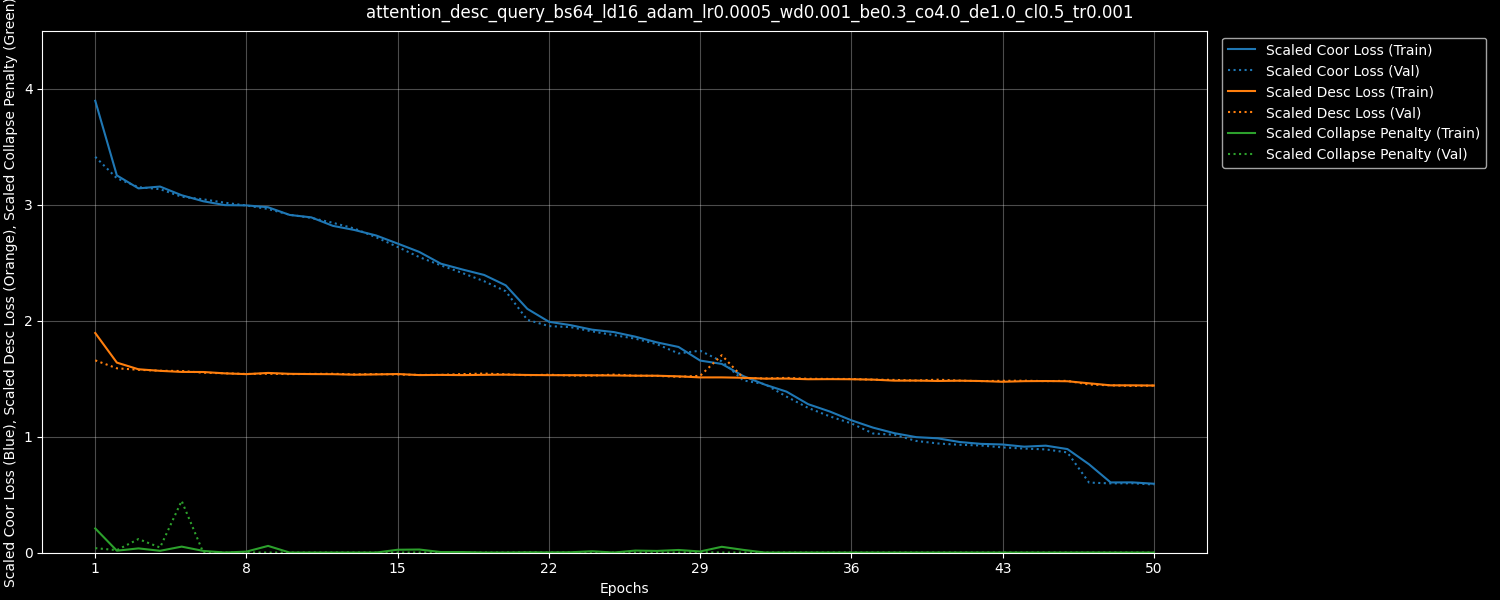 attention_desc_query_bs64_ld16_adam_lr0.0005_wd0.001_be0.3_co4.0_de1.0_cl0.5_tr0.001
Scaled Coor Loss (Blue), Scaled Desc Loss (Orange), Scaled Collapse Penalty (Green)
4
3
2
1
0
1 8 15 22 29 36 43 50
Epochs
Scaled Coor Loss (Train)
Scaled Coor Loss (Val)
Scaled Desc Loss (Train)
Scaled Desc Loss (Val)
Scaled Collapse Penalty (Train)
Scaled Collapse Penalty (Val)